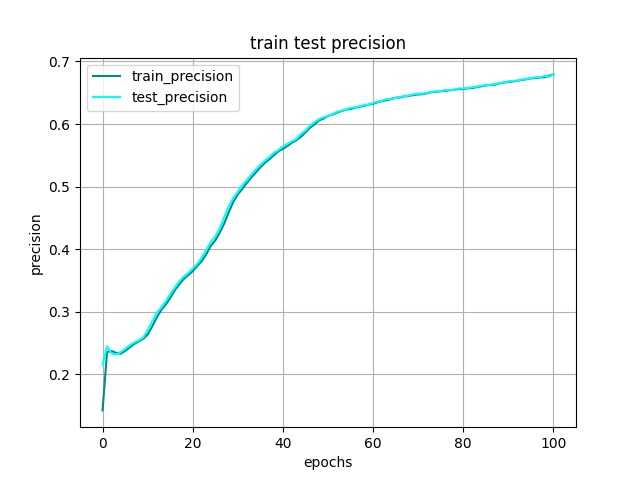 train test precision
train_precision
test_precision
0.7
0.6
0.5
0.4
0.3
0.2
precision
0 20 40 60 80 100
epochs